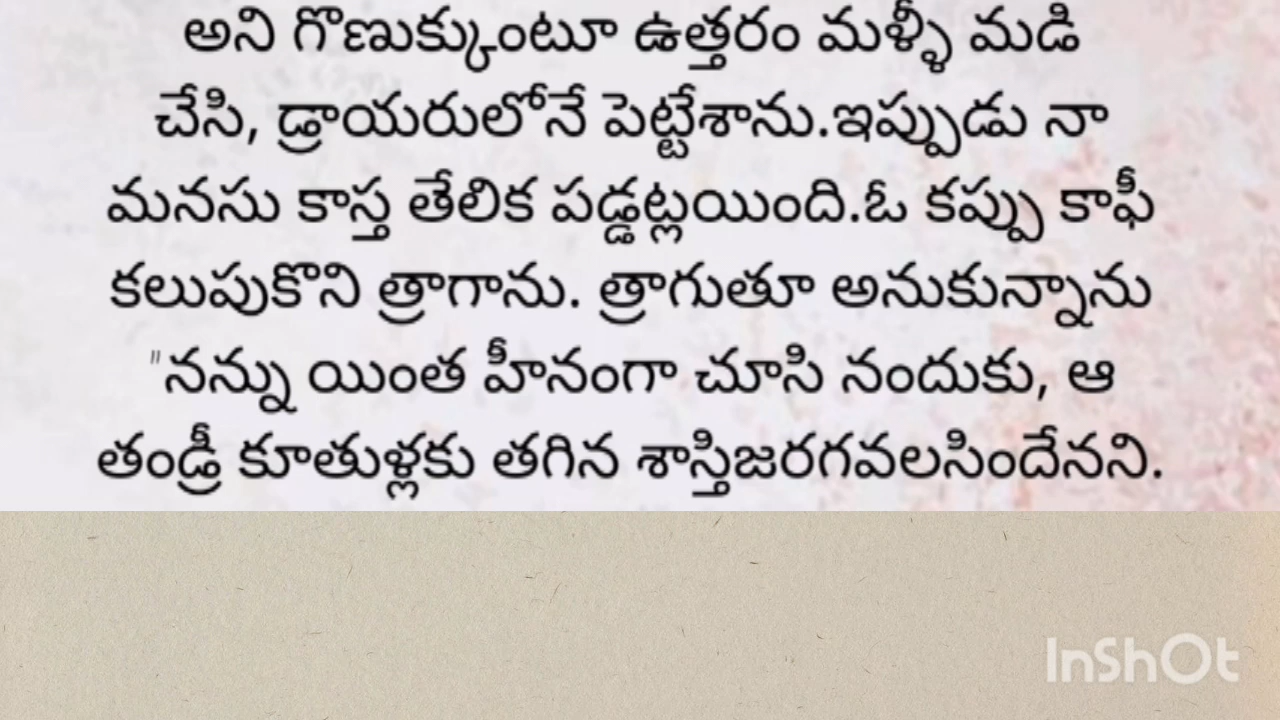 అని గొణుక్కుంటూ ఉత్తరం మళ్ళీ మడి
చేసి, డ్రాయరులోనే పెట్టేశాను.ఇప్పుడు నా
మనసు కాస్త తేలిక పడ్డట్లయింది.ఓ కప్పు కాఫీ
కలుపుకొని త్రాగాను. త్రాగుతూ అనుకున్నాను
"నన్ను యింత హీనంగా చూసి నందుకు, ఆ
తండ్రీ కూతుళ్లకు తగిన శాస్తిజరగవలసిందేనని.
InShOt